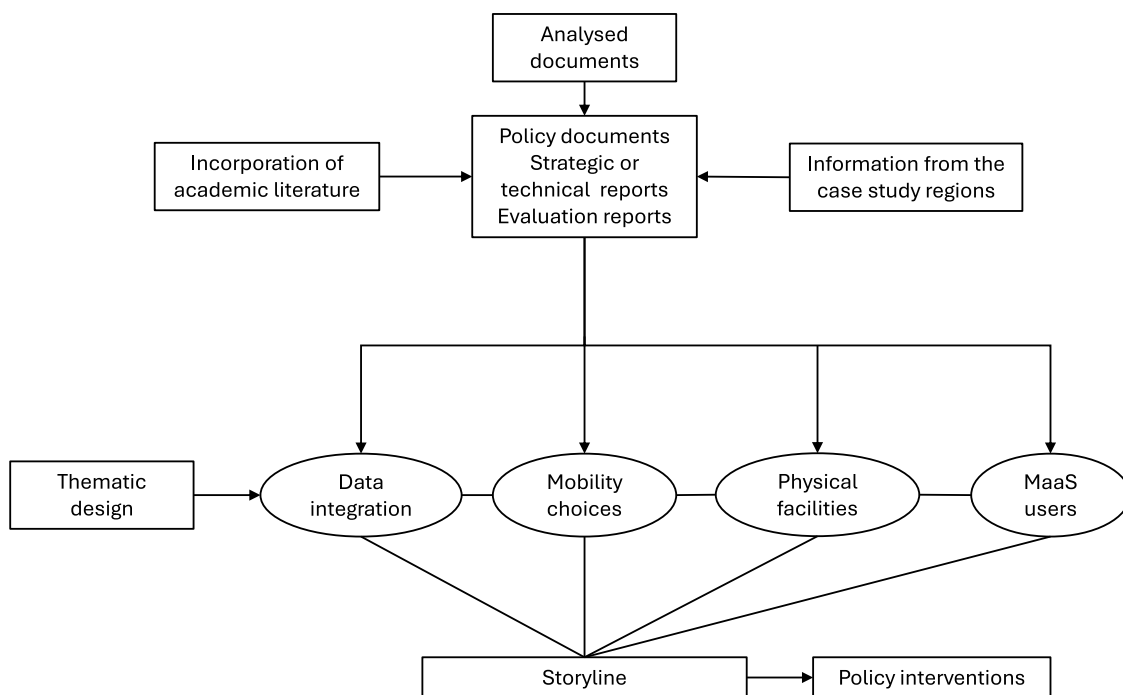 Analysed
documents
Policy documents
Strategic or
technical reports
Evaluation reports
Incorporation of
academic literature
Information from the
case study regions
Thematic
design
Data
integration
Mobility
choices
Physical
facilities
MaaS
users
Storyline
Policy interventions